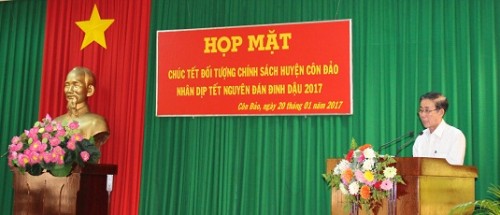 HỌP MẶT
CHÚC TẾT ĐỐI TƯỢNG CHÍNH SÁCH HUYỆN CÔN ĐẢO
NHÂN DỊP TẾT NGUYÊN ĐÁN ĐINH DẬU 2017
Côn Đảo, ngày 20 tháng 01 năm 2017